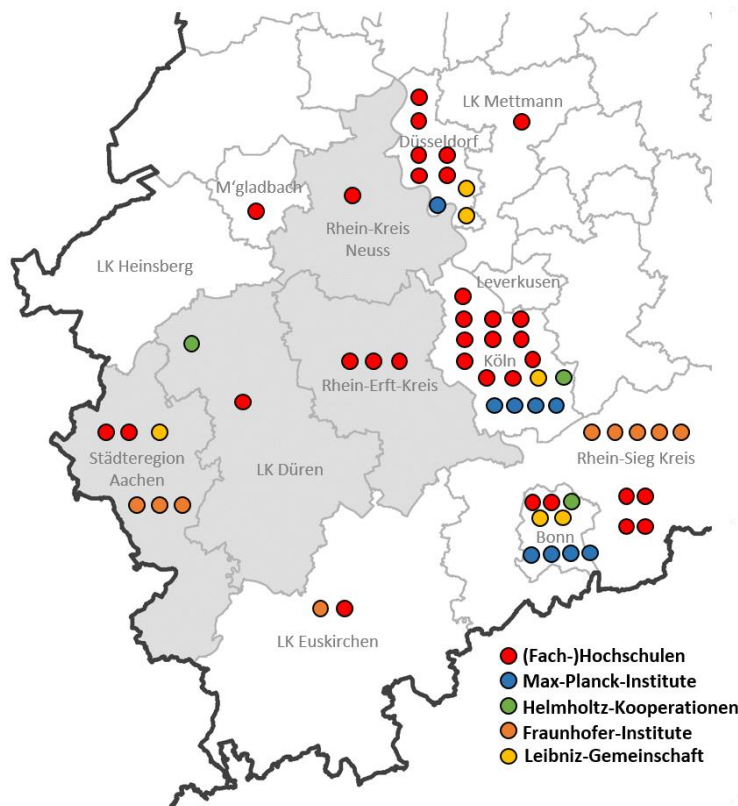 LK Mettmann
Düsseldorf
M'gladbach
Rhein-Kreis
Neuss
LK Heinsberg
Leverkusen
Köln
Rhein-Erft-Kreis
Städteregion
Aachen
LK Düren
Rhein-Sieg Kreis
Bonn
LK Euskirchen
(Fach-)Hochschulen
Max-Planck-Institute
Helmholtz-Kooperationen
Fraunhofer-Institute
Leibniz-Gemeinschaft